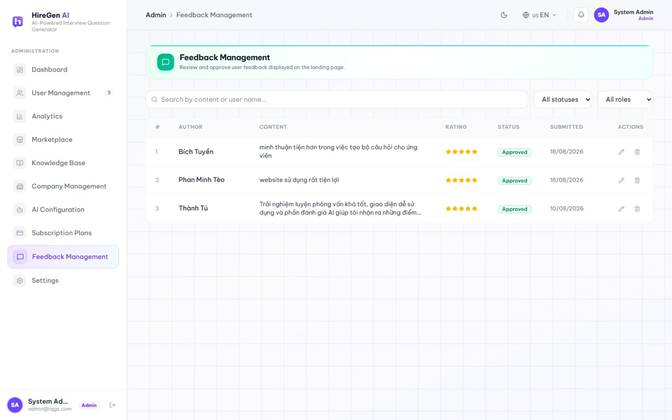 HireGen AI
AI-Powered Interview Question
Generator
ADMINISTRATION
Dashboard
User Management
Analytics
Marketplace
Knowledge Base
Company Management
AI Configuration
Subscription Plans
Feedback Management
Settings
SA
System Ad...
admin@iqgs.com
Admin
Admin > Feedback Management
us EN
SA
System Admin
Admin
Feedback Management
Review and approve user feedback displayed on the landing page.
Search by content or user name...
All statuses
All roles
# AUTHOR CONTENT RATING STATUS SUBMITTED ACTIONS
1 Bích Tuyền minh thuận tiện hơn trong việc tạo bộ câu hỏi cho ứng
viên Approved 18/08/2026
2 Phan Minh Tèo website sử dụng rất tiện lợi Approved 18/08/2026
3 Thành Tú Trải nghiệm luyện phỏng vấn khá tốt, giao diện dễ sử
dụng và phần đánh giá AI giúp tôi nhận ra những điểm... Approved 10/08/2026